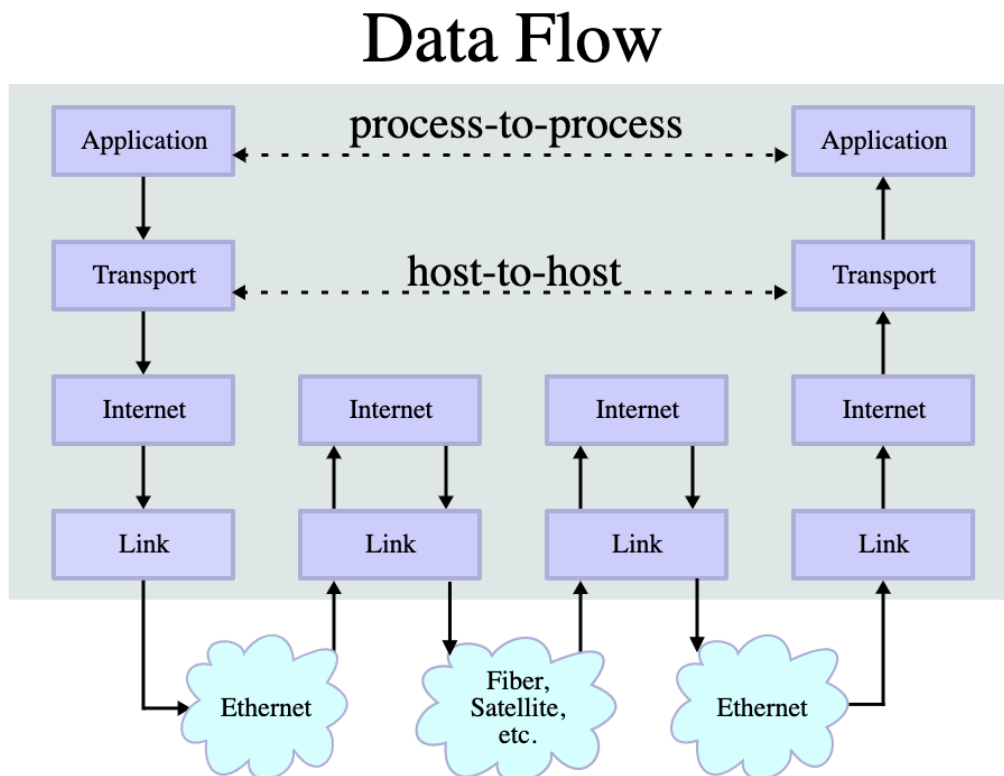 Data Flow
Application
process-to-process
Application
Transport
host-to-host
Transport
Internet
Internet
Internet
Internet
Link
Link
Link
Link
Ethernet
Fiber,
Satellite,
etc.
Ethernet